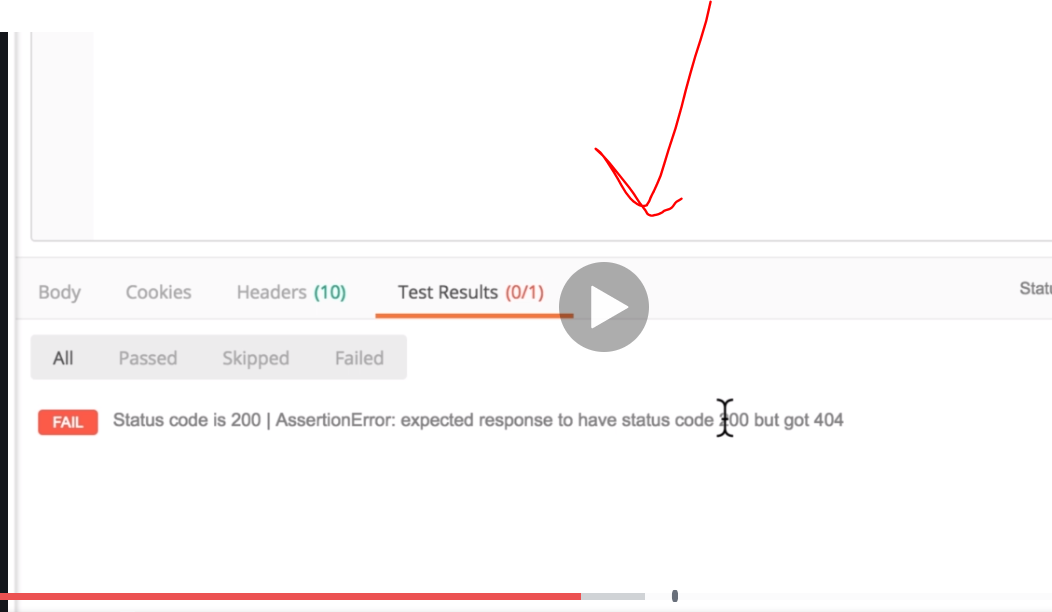 Body Cookies Headers (10) Test Results (0/1)
All Passed Skipped Failed
FAIL Status code is 200 | AssertionError: expected response to have status code 200 but got 404